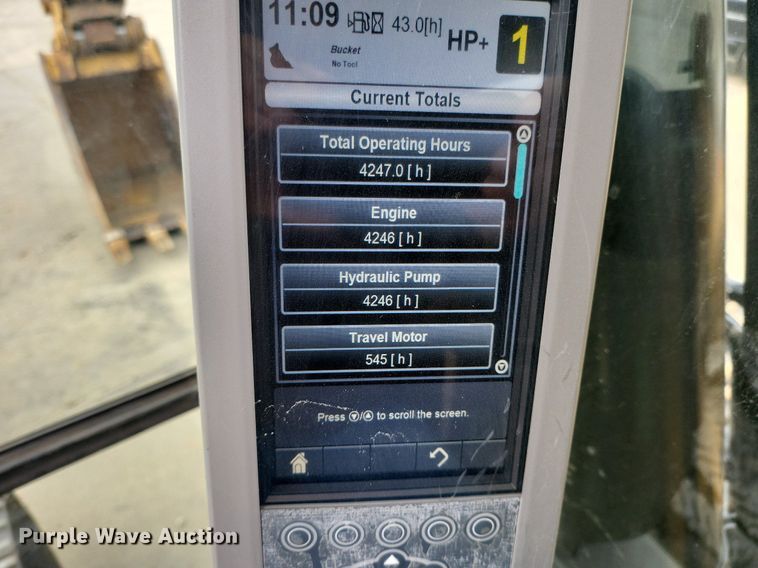 11:09 43.0[h] HP+ 1
Bucket
No Tool
Current Totals
Total Operating Hours
4247.0 [ h ]
Engine
4246 [ h ]
Hydraulic Pump
4246 [ h ]
Travel Motor
545 [ h ]
Press ▼/▲ to scroll the screen.
Purple Wave Auction